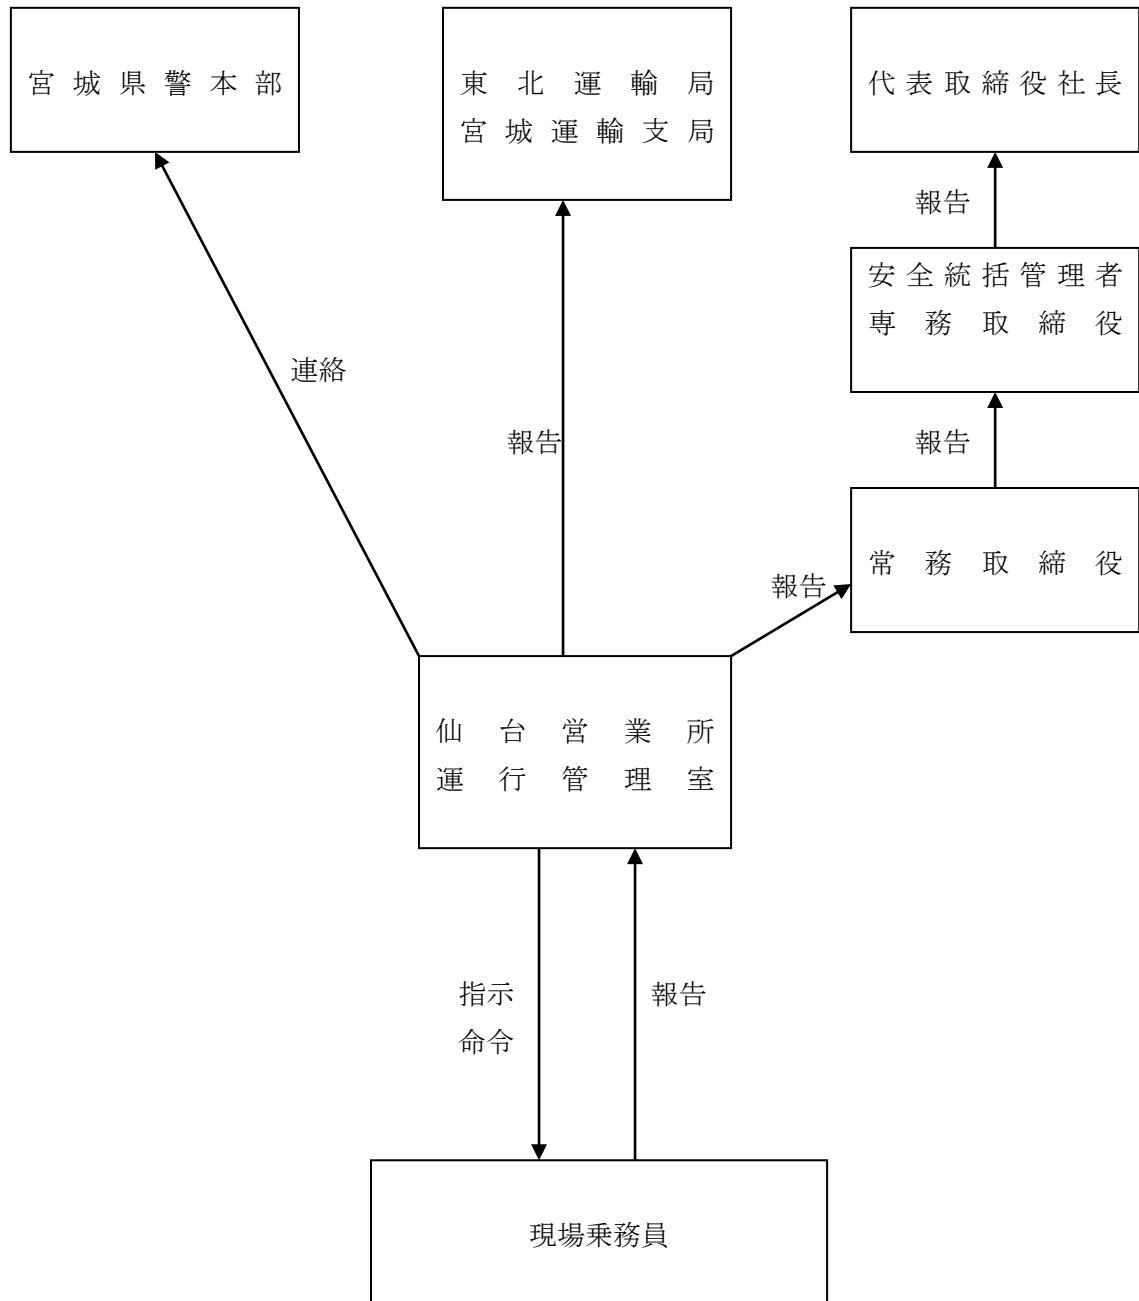 宮城県警本部
東北運輸局
宮城運輸支局
代表取締役社長
報告
安全統括管理者
専務取締役
連絡
報告
報告
常務取締役
報告
仙台営業所
運行管理室
指示
命令
報告
現場乗務員